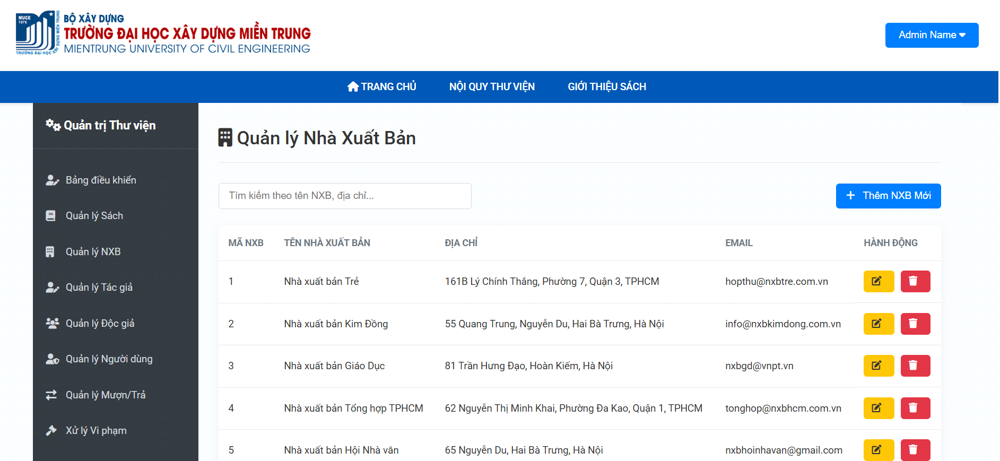 MUCE
1976
TRƯỜNG ĐẠI HỌC XÂY DỰNG MIỀN TRUNG
BỘ XÂY DỰNG
TRƯỜNG ĐẠI HỌC XÂY DỰNG MIỀN TRUNG
MIENTRUNG UNIVERSITY OF CIVIL ENGINEERING
Admin Name
TRANG CHỦ
NỘI QUY THƯ VIỆN
GIỚI THIỆU SÁCH
Quản trị Thư viện
Bảng điều khiển
Quản lý Sách
Quản lý NXB
Quản lý Tác giả
Quản lý Độc giả
Quản lý Người dùng
Quản lý Mượn/Trả
Xử lý Vi phạm
Quản lý Nhà Xuất Bản
Tìm kiếm theo tên NXB, địa chỉ...
Thêm NXB Mới
MÃ NXB TÊN NHÀ XUẤT BẢN ĐỊA CHỈ EMAIL HÀNH ĐỘNG
1 Nhà xuất bản Trẻ 161B Lý Chính Thắng, Phường 7, Quận 3, TPHCM hopthu@nxbtre.com.vn
2 Nhà xuất bản Kim Đồng 55 Quang Trung, Nguyễn Du, Hai Bà Trưng, Hà Nội info@nxbkimdong.com.vn
3 Nhà xuất bản Giáo Dục 81 Trần Hưng Đạo, Hoàn Kiếm, Hà Nội nxbgd@vnpt.vn
4 Nhà xuất bản Tổng hợp TPHCM 62 Nguyễn Thị Minh Khai, Phường Đa Kao, Quận 1, TPHCM tonghop@nxbhcm.com.vn
5 Nhà xuất bản Hội Nhà văn 65 Nguyễn Du, Hai Bà Trưng, Hà Nội nxbhoinhavan@gmail.com